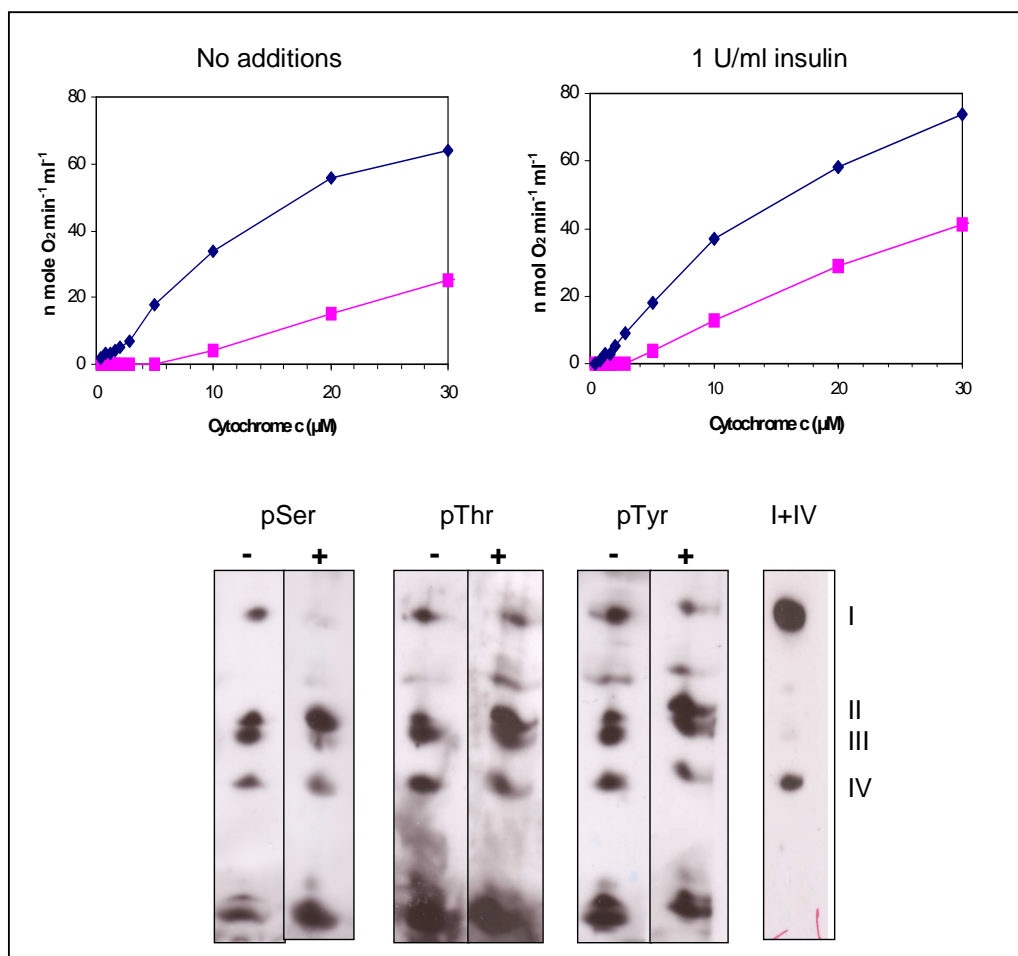 No additions
1 U/ml insulin
80
60
40
20
0
n mole O₂ min⁻¹ ml⁻¹
0
10
20
30
Cytochrome c (µM)
80
60
40
20
0
n mol O₂ min⁻¹ ml⁻¹
0
10
20
30
Cytochrome c (µM)
pSer
pThr
pTyr
I+IV
- +
- +
- +
I
II
III
IV